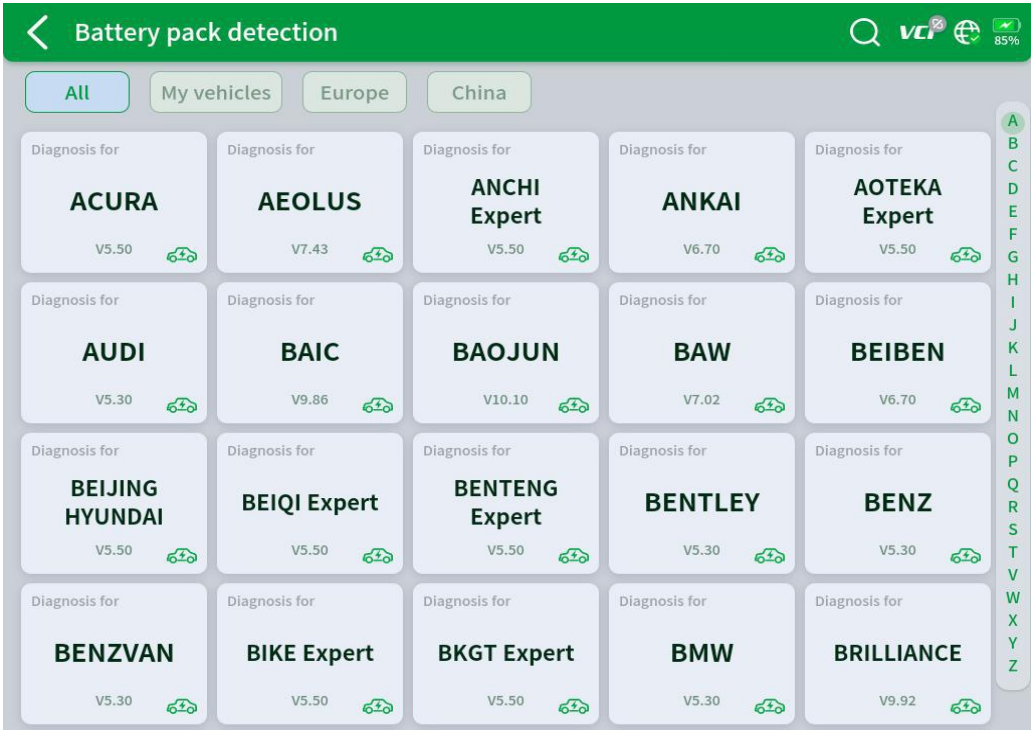 Battery pack detection
VCI
85%
All
My vehicles
Europe
China
Diagnosis for
ACURA
V5.50
Diagnosis for
AEOLUS
V7.43
Diagnosis for
ANCHI
Expert
V5.50
Diagnosis for
ANKAI
V6.70
Diagnosis for
AOTEKA
Expert
V5.50
Diagnosis for
AUDI
V5.30
Diagnosis for
BAIC
V9.86
Diagnosis for
BAOJUN
V10.10
Diagnosis for
BAW
V7.02
Diagnosis for
BEIBEN
V6.70
Diagnosis for
BEIJING
HYUNDAI
V5.50
Diagnosis for
BEIQI Expert
V5.50
Diagnosis for
BENTENG
Expert
V5.50
Diagnosis for
BENTLEY
V5.30
Diagnosis for
BENZ
V5.30
Diagnosis for
BENZVAN
V5.30
Diagnosis for
BIKE Expert
V5.50
Diagnosis for
BKGT Expert
V5.50
Diagnosis for
BMW
V5.30
Diagnosis for
BRILLIANCE
V9.92
A
B
C
D
E
F
G
H
I
J
K
L
M
N
O
P
Q
R
S
T
V
W
X
Y
Z